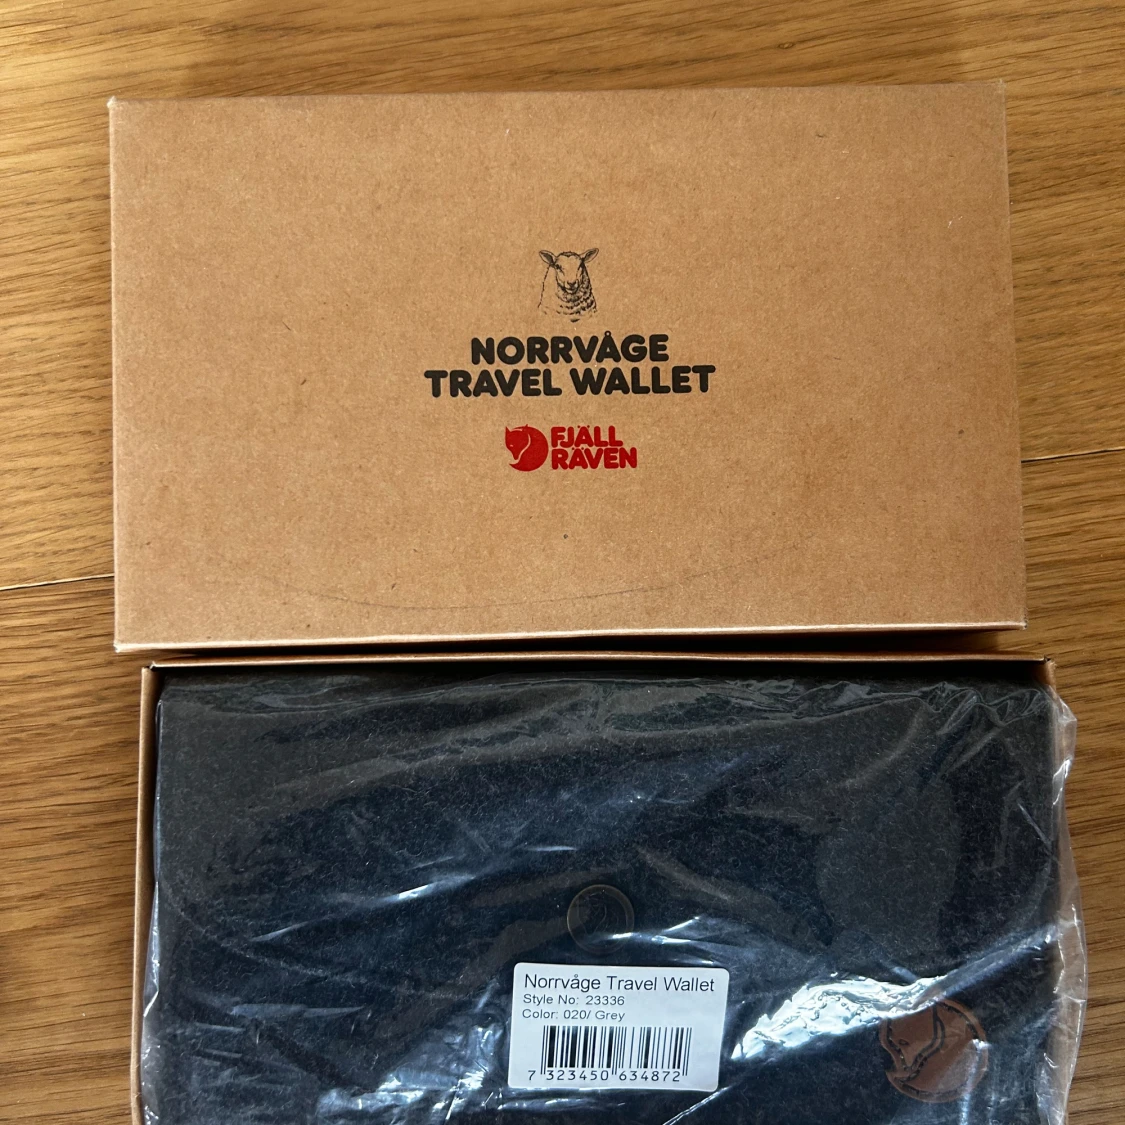 NORRVÅGE
TRAVEL WALLET
FJÄLL
RÄVEN
Norrvåge Travel Wallet
Style No: 23336
Color: 020/ Grey
7 323450 634872